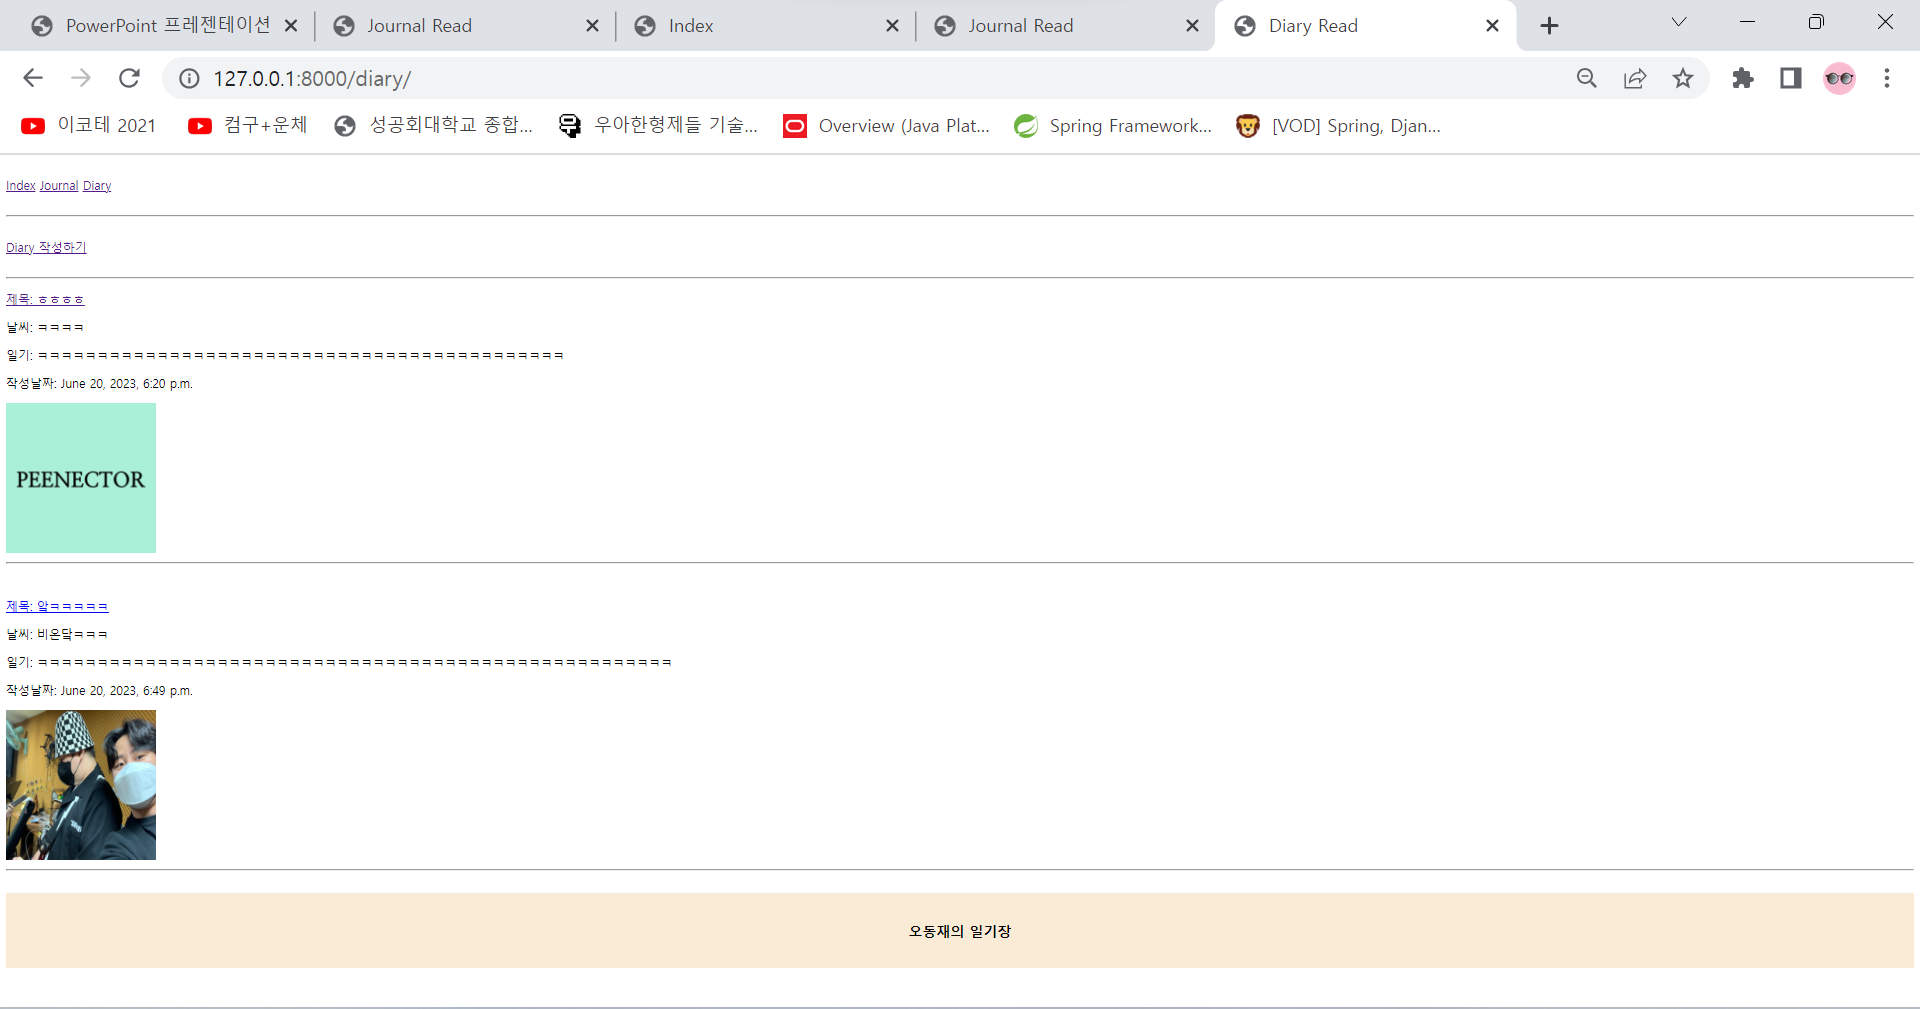 PowerPoint 프레젠테이션
Journal Read
Index
Journal Read
Diary Read
127.0.0.1:8000/diary/
이코테 2021
컴구+운체
성공회대학교 종합...
우아한형제들 기술...
Overview (Java Plat...
Spring Framework...
[VOD] Spring, Djan...
Index Journal Diary
Diary 작성하기
제목: ㅎㅎㅎㅎ
날씨: ㅋㅋㅋㅋ
일기: ㅋㅋㅋㅋㅋㅋㅋㅋㅋㅋㅋㅋㅋㅋㅋㅋㅋㅋㅋㅋㅋㅋㅋㅋㅋㅋㅋㅋㅋㅋㅋㅋㅋㅋㅋㅋㅋㅋㅋㅋㅋㅋㅋㅋ
작성날짜: June 20, 2023, 6:20 p.m.
PEENECTOR
제목: 앜ㅋㅋㅋㅋㅋ
날씨: 비온닼ㅋㅋㅋ
일기: ㅋㅋㅋㅋㅋㅋㅋㅋㅋㅋㅋㅋㅋㅋㅋㅋㅋㅋㅋㅋㅋㅋㅋㅋㅋㅋㅋㅋㅋㅋㅋㅋㅋㅋㅋㅋㅋㅋㅋㅋㅋㅋㅋㅋㅋㅋㅋㅋㅋㅋㅋㅋㅋ
작성날짜: June 20, 2023, 6:49 p.m.
오동재의 일기장